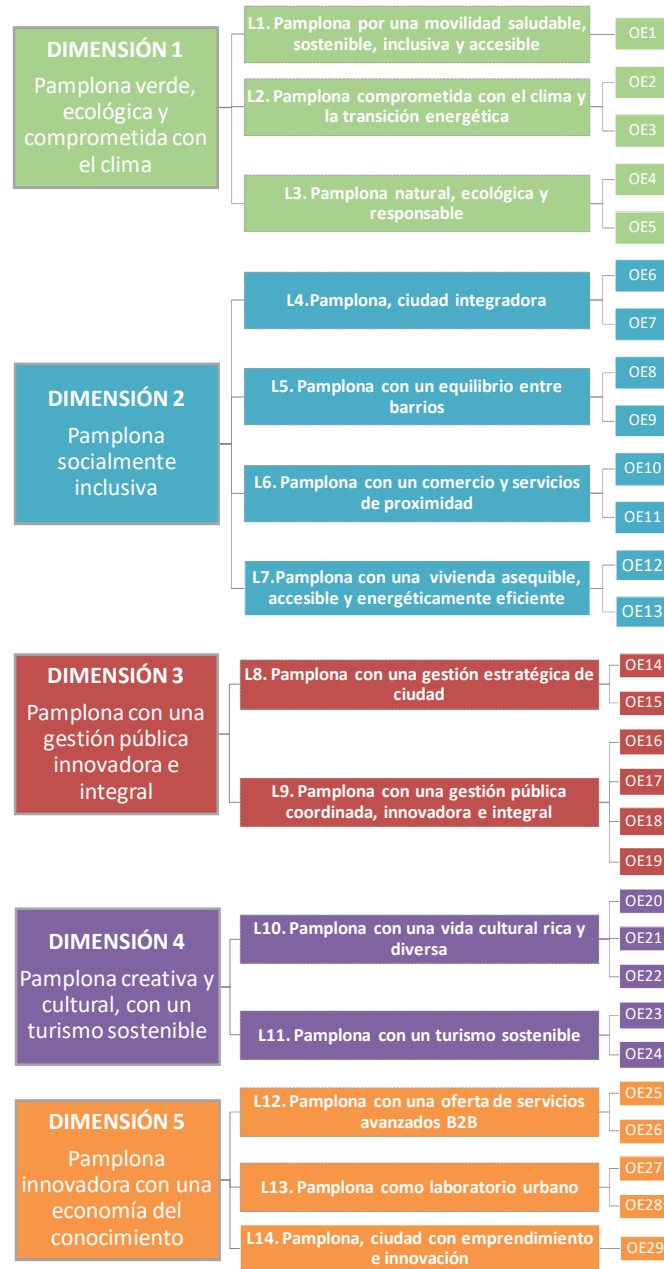 DIMENSIÓN 1
Pamplona verde,
ecológica y
comprometida con
el clima
L1. Pamplona por una movilidad saludable,
sostenible, inclusiva y accesible
OE1
L2. Pamplona comprometida con el clima y
la transición energética
OE2
OE3
L3. Pamplona natural, ecológica y
responsable
OE4
OE5
DIMENSIÓN 2
Pamplona
socialmente
inclusiva
L4.Pamplona, ciudad integradora
OE6
OE7
L5. Pamplona con un equilibrio entre
barrios
OE8
OE9
L6. Pamplona con un comercio y servicios
de proximidad
OE10
OE11
L7.Pamplona con una vivienda asequible,
accesible y energéticamente eficiente
OE12
OE13
DIMENSIÓN 3
Pamplona con una
gestión pública
innovadora e
integral
L8. Pamplona con una gestión estratégica de
ciudad
OE14
OE15
L9. Pamplona con una gestión pública
coordinada, innovadora e integral
OE16
OE17
OE18
OE19
DIMENSIÓN 4
Pamplona creativa y
cultural, con un
turismo sostenible
L10. Pamplona con una vida cultural rica y
diversa
OE20
OE21
OE22
L11. Pamplona con un turismo sostenible
OE23
OE24
DIMENSIÓN 5
Pamplona
innovadora con una
economía del
conocimiento
L12. Pamplona con una oferta de servicios
avanzados B2B
OE25
OE26
L13. Pamplona como laboratorio urbano
OE27
OE28
L14. Pamplona, ciudad con emprendimiento
e innovación
OE29